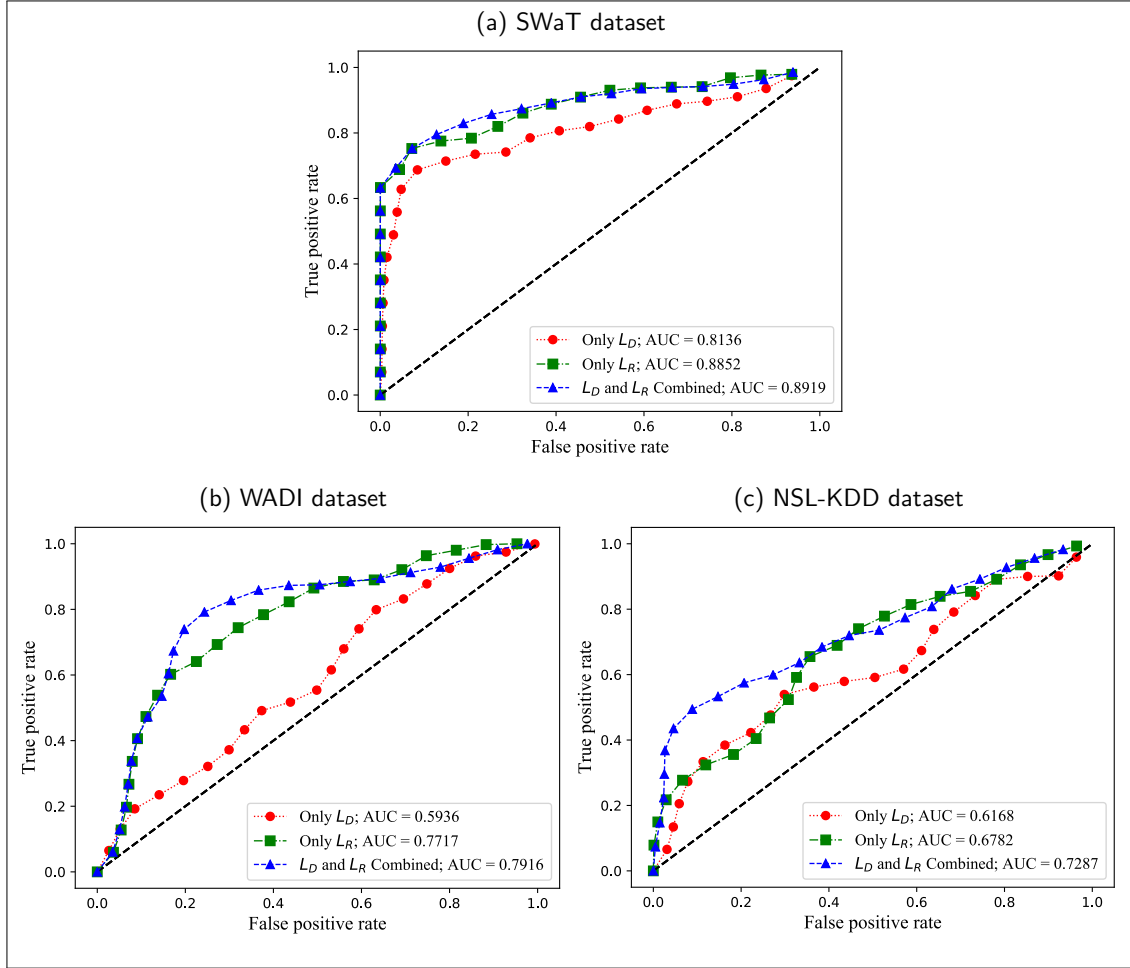 (a) SWaT dataset
1.0
0.8
0.6
0.4
0.2
0.0
True positive rate
Only L_D; AUC = 0.8136
Only L_R; AUC = 0.8852
L_D and L_R Combined; AUC = 0.8919
0.0 0.2 0.4 0.6 0.8 1.0
False positive rate
(b) WADI dataset
1.0
0.8
0.6
0.4
0.2
0.0
True positive rate
Only L_D; AUC = 0.5936
Only L_R; AUC = 0.7717
L_D and L_R Combined; AUC = 0.7916
0.0 0.2 0.4 0.6 0.8 1.0
False positive rate
(c) NSL-KDD dataset
1.0
0.8
0.6
0.4
0.2
0.0
True positive rate
Only L_D; AUC = 0.6168
Only L_R; AUC = 0.6782
L_D and L_R Combined; AUC = 0.7287
0.0 0.2 0.4 0.6 0.8 1.0
False positive rate